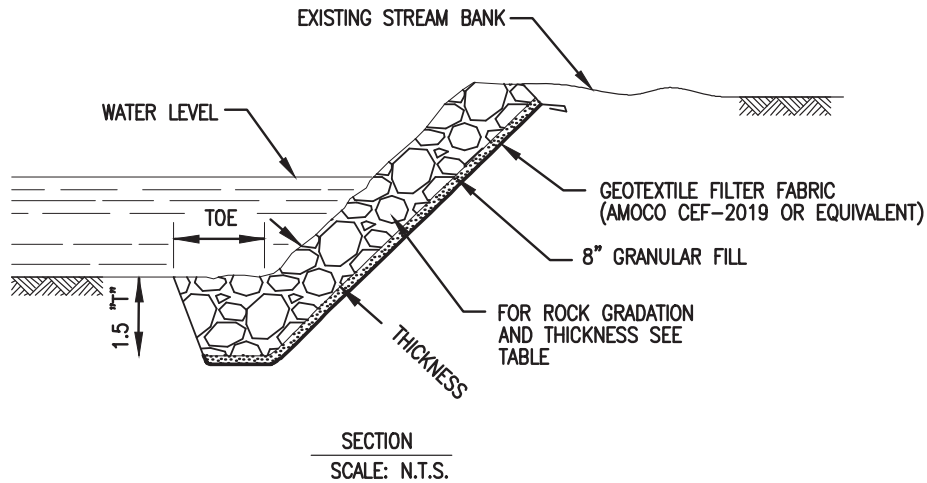 EXISTING STREAM BANK
WATER LEVEL
TOE
GEOTEXTILE FILTER FABRIC
(AMOCO CEF-2019 OR EQUIVALENT)
8" GRANULAR FILL
1.5 "T"
FOR ROCK GRADATION
AND THICKNESS SEE
TABLE
THICKNESS
SECTION
SCALE: N.T.S.